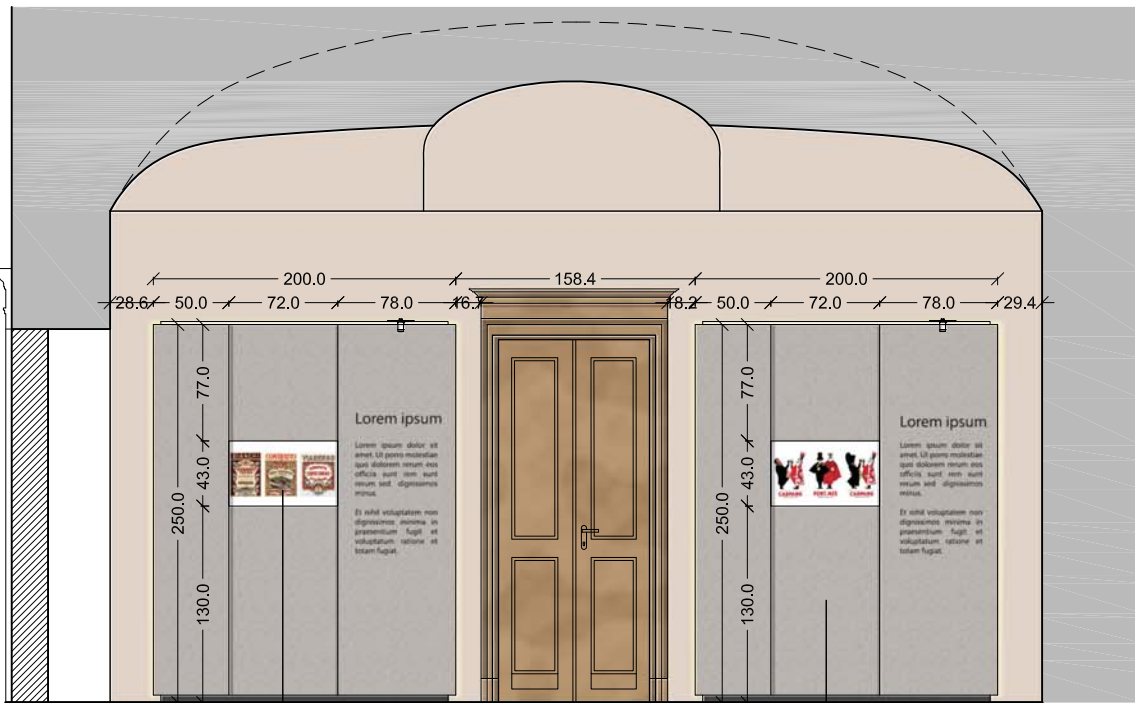 200.0 158.4 200.0
28.6 50.0 72.0 78.0 16.7 18.2 50.0 72.0 78.0 29.4
77.0
43.0
250.0
130.0
Lorem ipsum
Lorem ipsum dolor sit
amet. Ut porro molestiae
quo dolorem rerum eos
officiis sunt rem sunt
rerum sed dignissimos
minus.
Et nihil voluptatem non
dignissimos minima in
praesentium fugit et
voluptatum ratione et
totam fugiat.
77.0
43.0
250.0
130.0
CARPANO
CARPANO
Lorem ipsum
Lorem ipsum dolor sit
amet. Ut porro molestiae
quo dolorem rerum eos
officiis sunt rem sunt
rerum sed dignissimos
minus.
Et nihil voluptatem non
dignissimos minima in
praesentium fugit et
voluptatum ratione et
totam fugiat.